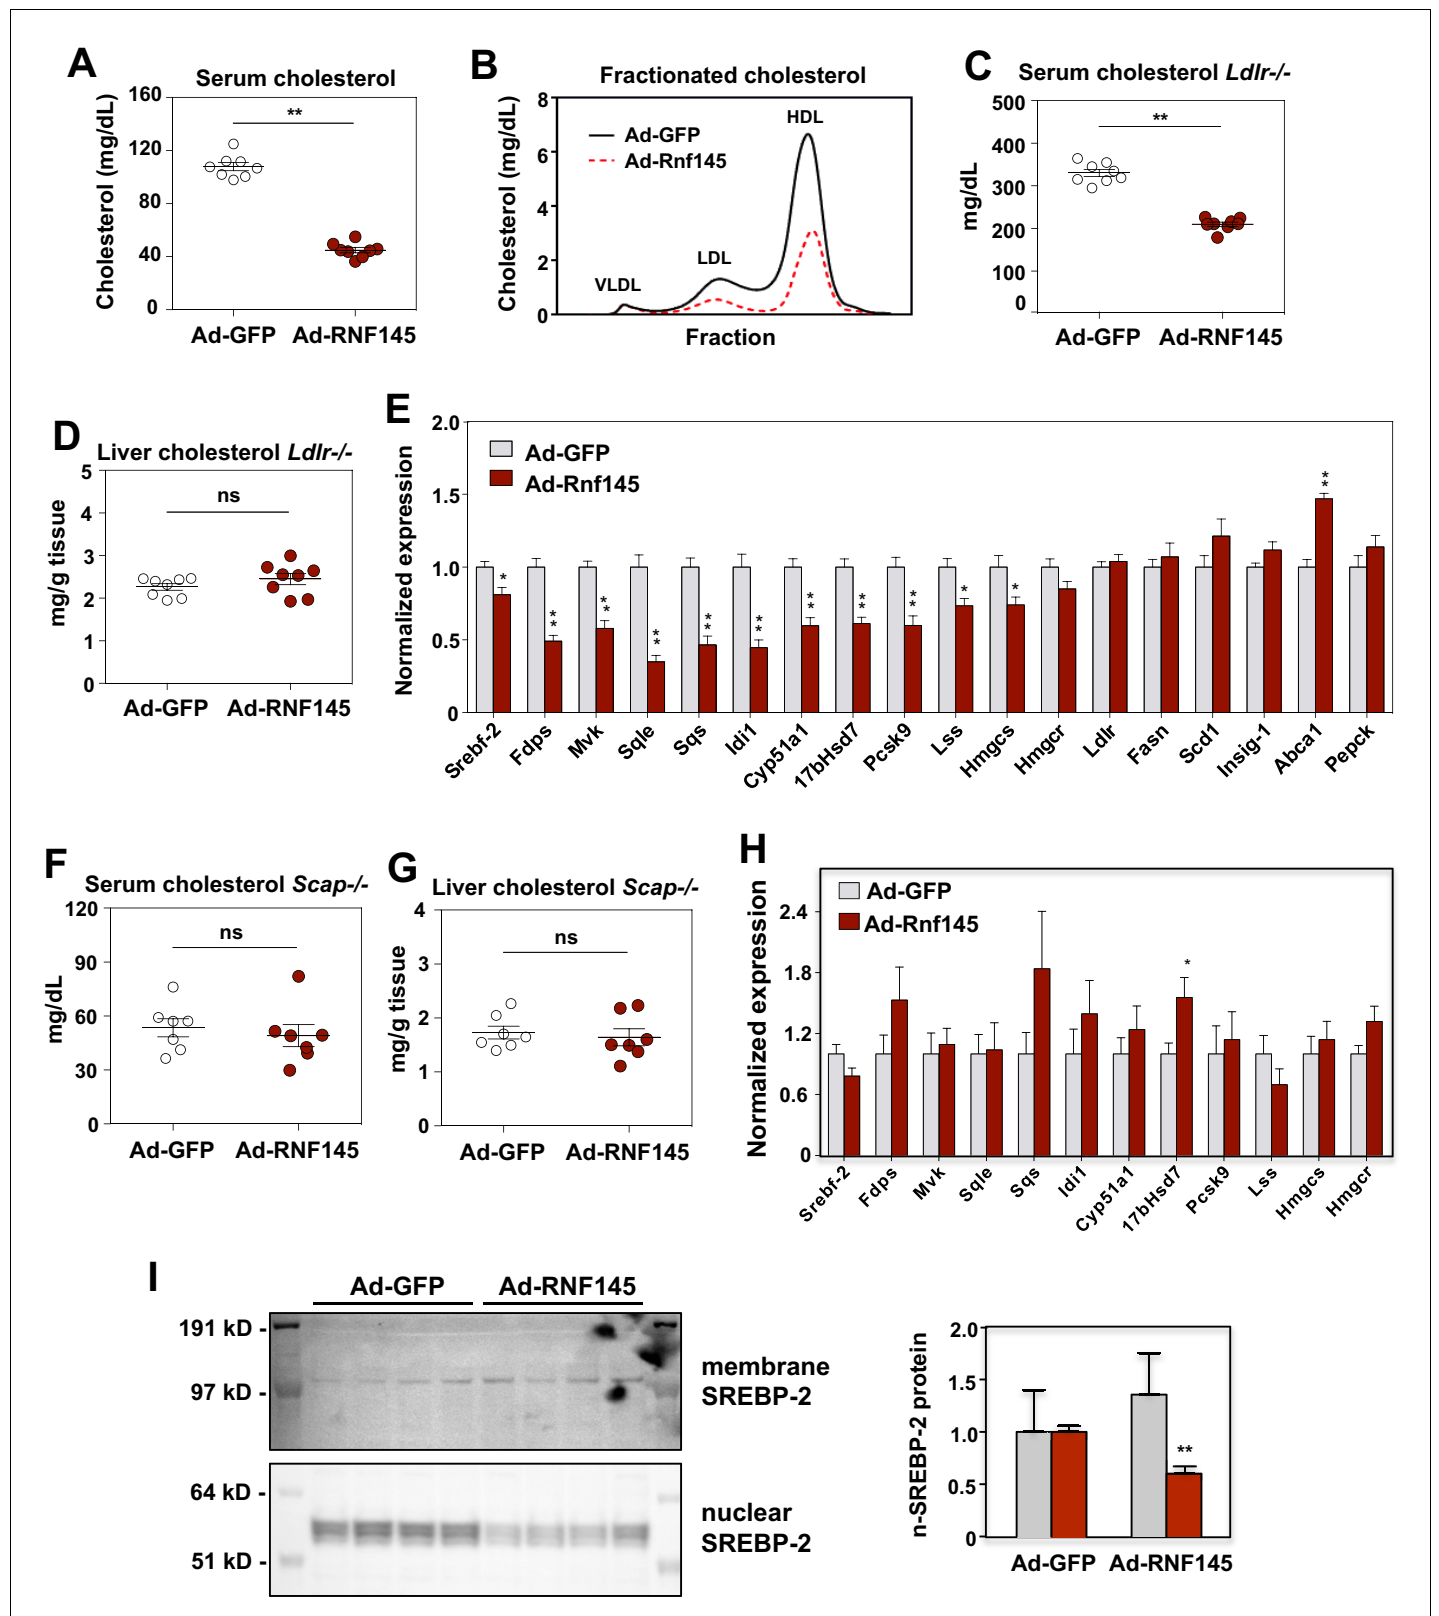 A
Serum cholesterol
Cholesterol (mg/dL)
160
120
80
40
0
**
Ad-GFP Ad-RNF145
B
Fractionated cholesterol
Cholesterol (mg/dL)
8
6
4
2
0
Ad-GFP
Ad-Rnf145
VLDL
LDL
HDL
Fraction
C
Serum cholesterol Ldlr-/-
mg/dL
500
400
300
200
100
0
**
Ad-GFP Ad-RNF145
D
Liver cholesterol Ldlr-/-
mg/g tissue
5
4
3
2
1
0
ns
Ad-GFP Ad-RNF145
E
Normalized expression
2.0
1.5
1.0
0.5
0
Ad-GFP
Ad-Rnf145
* ** ** ** ** ** ** ** ** * * **
Srebf-2 Fdps Mvk Sqle Sqs Idi1 Cyp51a1 17bHsd7 Pcsk9 Lss Hmgcs Hmgcr Ldlr Fasn Scd1 Insig-1 Abca1 Pepck
F
Serum cholesterol Scap-/-
mg/dL
120
90
60
30
0
ns
Ad-GFP Ad-RNF145
G
Liver cholesterol Scap-/-
mg/g tissue
4
3
2
1
0
ns
Ad-GFP Ad-RNF145
H
Normalized expression
2.4
1.8
1.2
0.6
0
Ad-GFP
Ad-Rnf145
*
Srebf-2 Fdps Mvk Sqle Sqs Idi1 Cyp51a1 17bHsd7 Pcsk9 Lss Hmgcs Hmgcr
I
Ad-GFP Ad-RNF145
191 kD -
97 kD -
membrane
SREBP-2
64 kD -
51 kD -
nuclear
SREBP-2
n-SREBP-2 protein
2.0
1.5
1.0
0.5
0
**
Ad-GFP Ad-RNF145